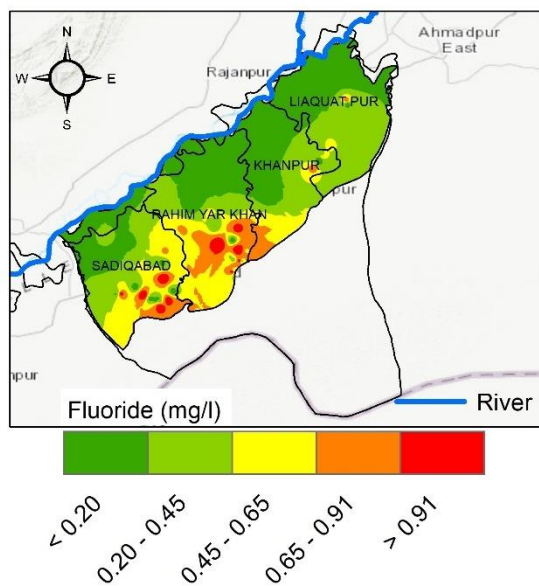 N
W E
S
Ahmadpur
East
Rajanpur
LIAQUAT PUR
KHANPUR
pur
RAHIM YAR KHAN
SADIQABAD
npur
Fluoride (mg/l)
River
< 0.20
0.20 - 0.45
0.45 - 0.65
0.65 - 0.91
> 0.91